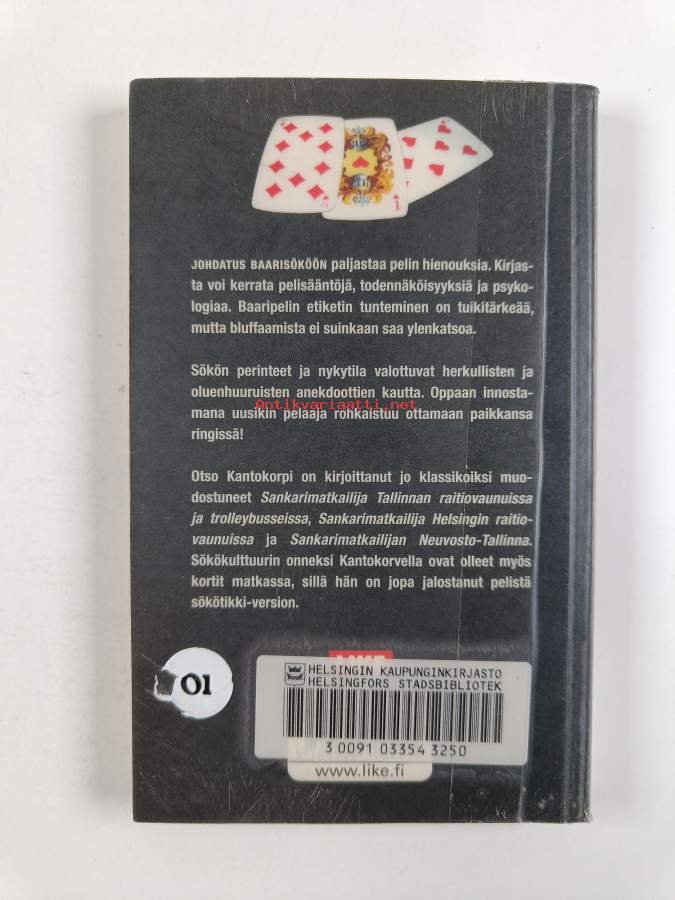 JOHDATUS BAARISÖKÖÖN paljastaa pelin hienouksia. Kirjas-
ta voi kerrata pelisääntöjä, todennäköisyyksiä ja psyko-
logiaa. Baaripelin etiketin tunteminen on tuikitärkeää,
mutta bluffaamista ei suinkaan saa ylenkatsoa.
Sökön perinteet ja nykytila valottuvat herkullisten ja
oluenhuuruisten anekdoottien kautta. Oppaan innosta-
Antikvariaatti.net
mana uusikin pelaaja rohkaistuu ottamaan paikkansa
ringissä!
Otso Kantokorpi on kirjoittanut jo klassikoiksi muo-
dostuneet Sankarimatkailija Tallinnan raitiovaunuissa
ja trolleybusseissa, Sankarimatkailija Helsingin raitio-
vaunuissa ja Sankarimatkailijan Neuvosto-Tallinna.
Sökökulttuurin onneksi Kantokorvella ovat olleet myös
kortit matkassa, sillä hän on jopa jalostanut pelistä
sökötikki-version.
LIKE
01
HELSINGIN KAUPUNGINKIRJASTO
HELSINGFORS STADSBIBLIOTEK
3 0091 03354 3250
www.like.fi